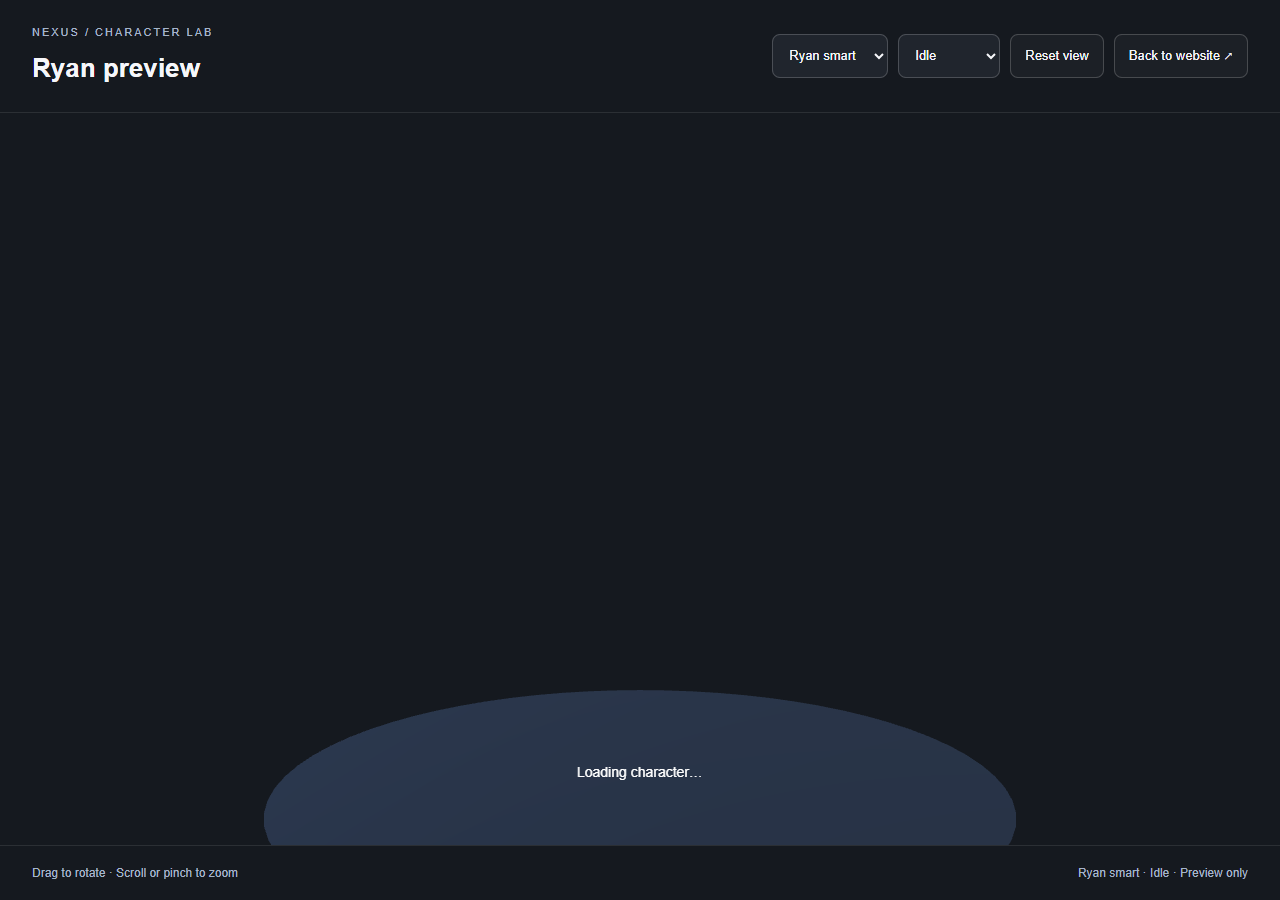 NEXUS / CHARACTER LAB
Ryan preview
Ryan smart
Idle
Reset view
Back to website ↗
Loading character...
Drag to rotate · Scroll or pinch to zoom
Ryan smart · Idle · Preview only